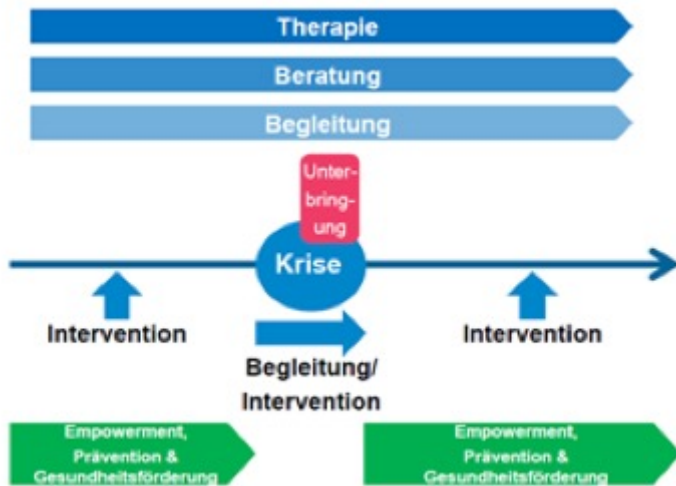 Therapie
Beratung
Begleitung
Unter-
bring-
ung
Krise
Intervention
Intervention
Begleitung/
Intervention
Empowerment,
Prävention &
Gesundheitsförderung
Empowerment,
Prävention &
Gesundheitsförderung